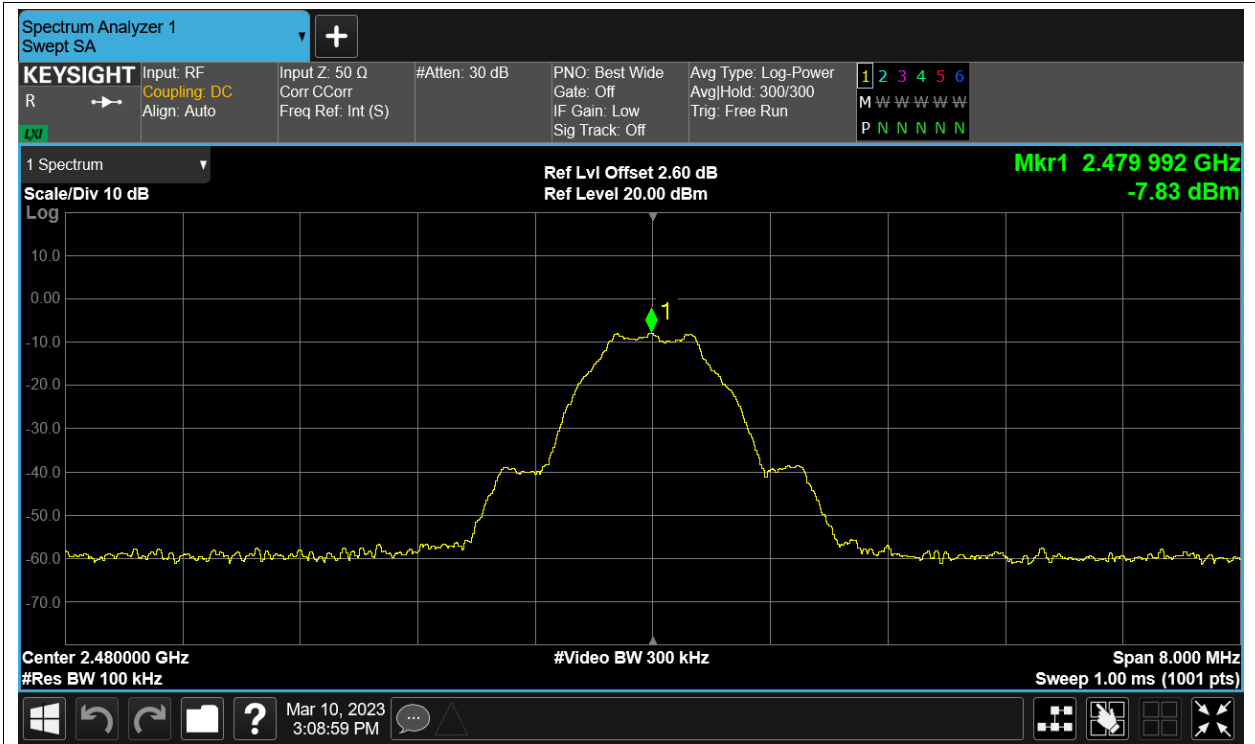 Spectrum Analyzer 1
Swept SA
KEYSIGHT
R
LXI
Input: RF
Coupling: DC
Align: Auto
Input Z: 50 Ω
Corr CCorr
Freq Ref: Int (S)
#Atten: 30 dB
PNO: Best Wide
Gate: Off
IF Gain: Low
Sig Track: Off
Avg Type: Log-Power
Avg|Hold: 300/300
Trig: Free Run
1 2 3 4 5 6
M W W W W W
P N N N N N
1 Spectrum
Scale/Div 10 dB
Log
Ref Lvl Offset 2.60 dB
Ref Level 20.00 dBm
Mkr1 2.479 992 GHz
-7.83 dBm
10.0
0.00
-10.0
-20.0
-30.0
-40.0
-50.0
-60.0
-70.0
1
Center 2.480000 GHz
#Res BW 100 kHz
#Video BW 300 kHz
Span 8.000 MHz
Sweep 1.00 ms (1001 pts)
?
Mar 10, 2023
3:08:59 PM